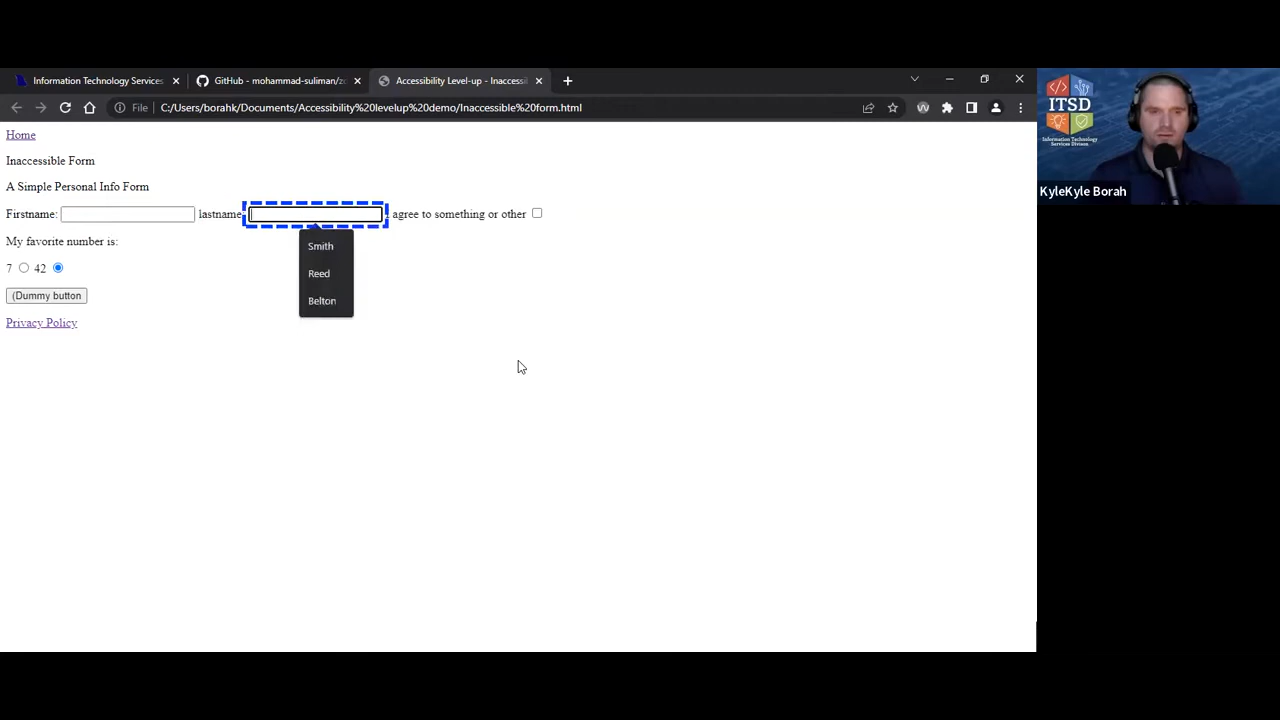 Information Technology Services
GitHub - mohammad-suliman/zo
Accessibility Level-up - Inaccessi
File
C:/Users/borahk/Documents/Accessibility%20levelup%20demo/Inaccessible%20form.html
ITSD
Information Technology
Services Division
KyleKyle Borah
Home
Inaccessible Form
A Simple Personal Info Form
Firstname: lastname agree to something or other
Smith
Reed
Belton
My favorite number is:
7 42
(Dummy button
Privacy Policy